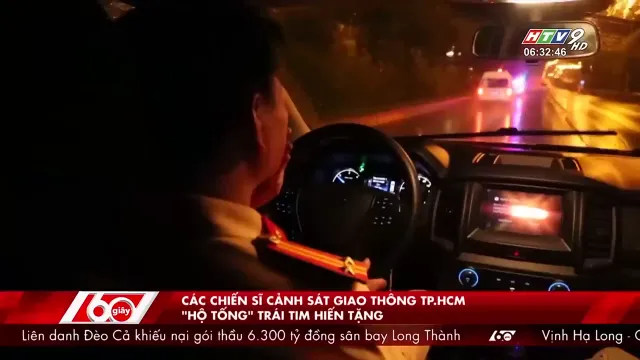 HTV9 HD
06:32:46
60 giây
CÁC CHIẾN SĨ CẢNH SÁT GIAO THÔNG TP.HCM
"HỘ TỐNG" TRÁI TIM HIẾN TẶNG
Liên danh Đèo Cả khiếu nại gói thầu 6.300 tỷ đồng sân bay Long Thành 60 Vịnh Hạ Long, Ch